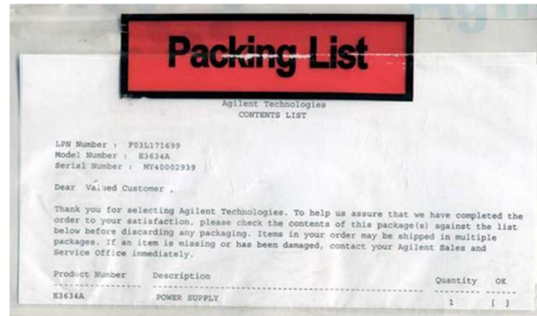 Packing List
Agilent Technologies
CONTENTS LIST
LPN Number : F03L171699
Model Number : E3634A
Serial Number : MY40002939
Dear Valued Customer ,
Thank you for selecting Agilent Technologies. To help us assure that we have completed the
order to your satisfaction, please check the contents of this package(s) against the list
below before discarding any packaging. Items in your order may be shipped in multiple
packages. If an item is missing or has been damaged, contact your Agilent Sales and
Service Office immediately.
Product Number Description Quantity OK
E3634A POWER SUPPLY 1 [ ]